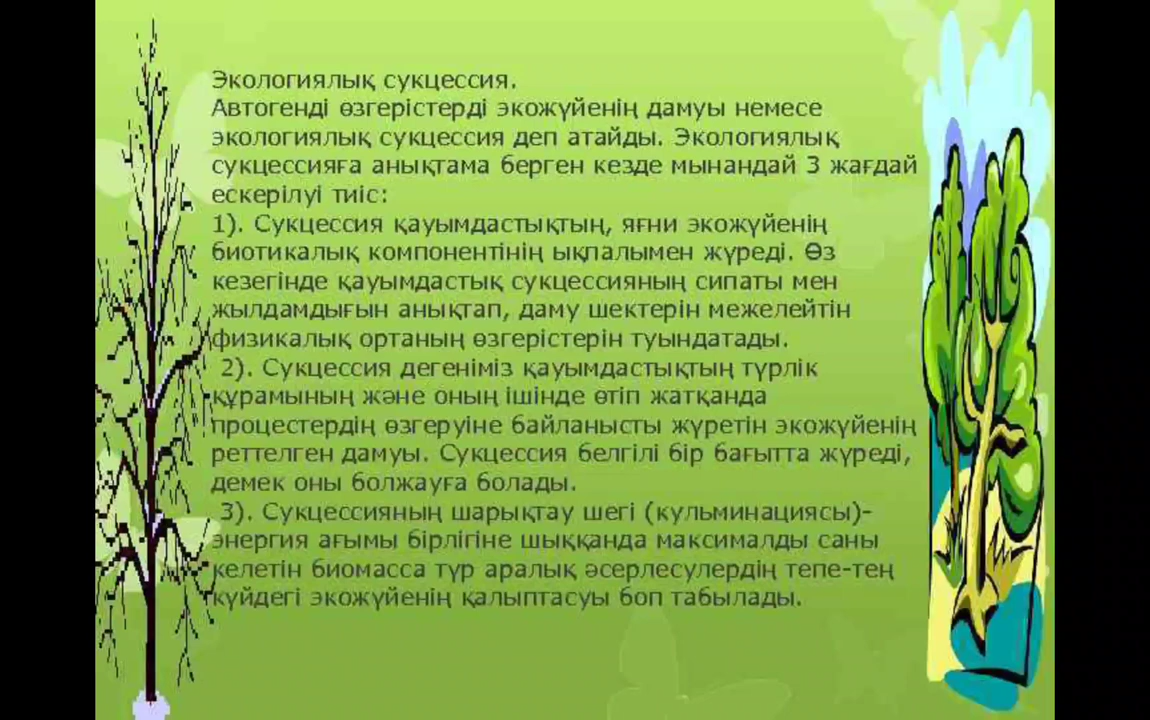 Экологиялық сукцессия.
Автогенді өзгерістерді экожүйенің дамуы немесе
экологиялық сукцессия деп атайды. Экологиялық
сукцессияға анықтама берген кезде мынандай 3 жағдай
ескерілуі тиіс:
1). Сукцессия қауымдастықтың, яғни экожүйенің
биотикалық компонентінің ықпалымен жүреді. Өз
кезегінде қауымдастық сукцессияның сипаты мен
жылдамдығын анықтап, даму шектерін межелейтін
физикалық ортаның өзгерістерін туындатады.
2). Сукцессия дегеніміз қауымдастықтың түрлік
құрамының және оның ішінде өтіп жатқанда
процестердің өзгеруіне байланысты жүретін экожүйенің
реттелген дамуы. Сукцессия белгілі бір бағытта жүреді,
демек оны болжауға болады.
3). Сукцессияның шарықтау шегі (кульминациясы)-
энергия ағымы бірлігіне шыққанда максималды саны
келетін биомасса түр аралық әсерлесулердің тепе-тең
күйдегі экожүйенің қалыптасуы боп табылады.